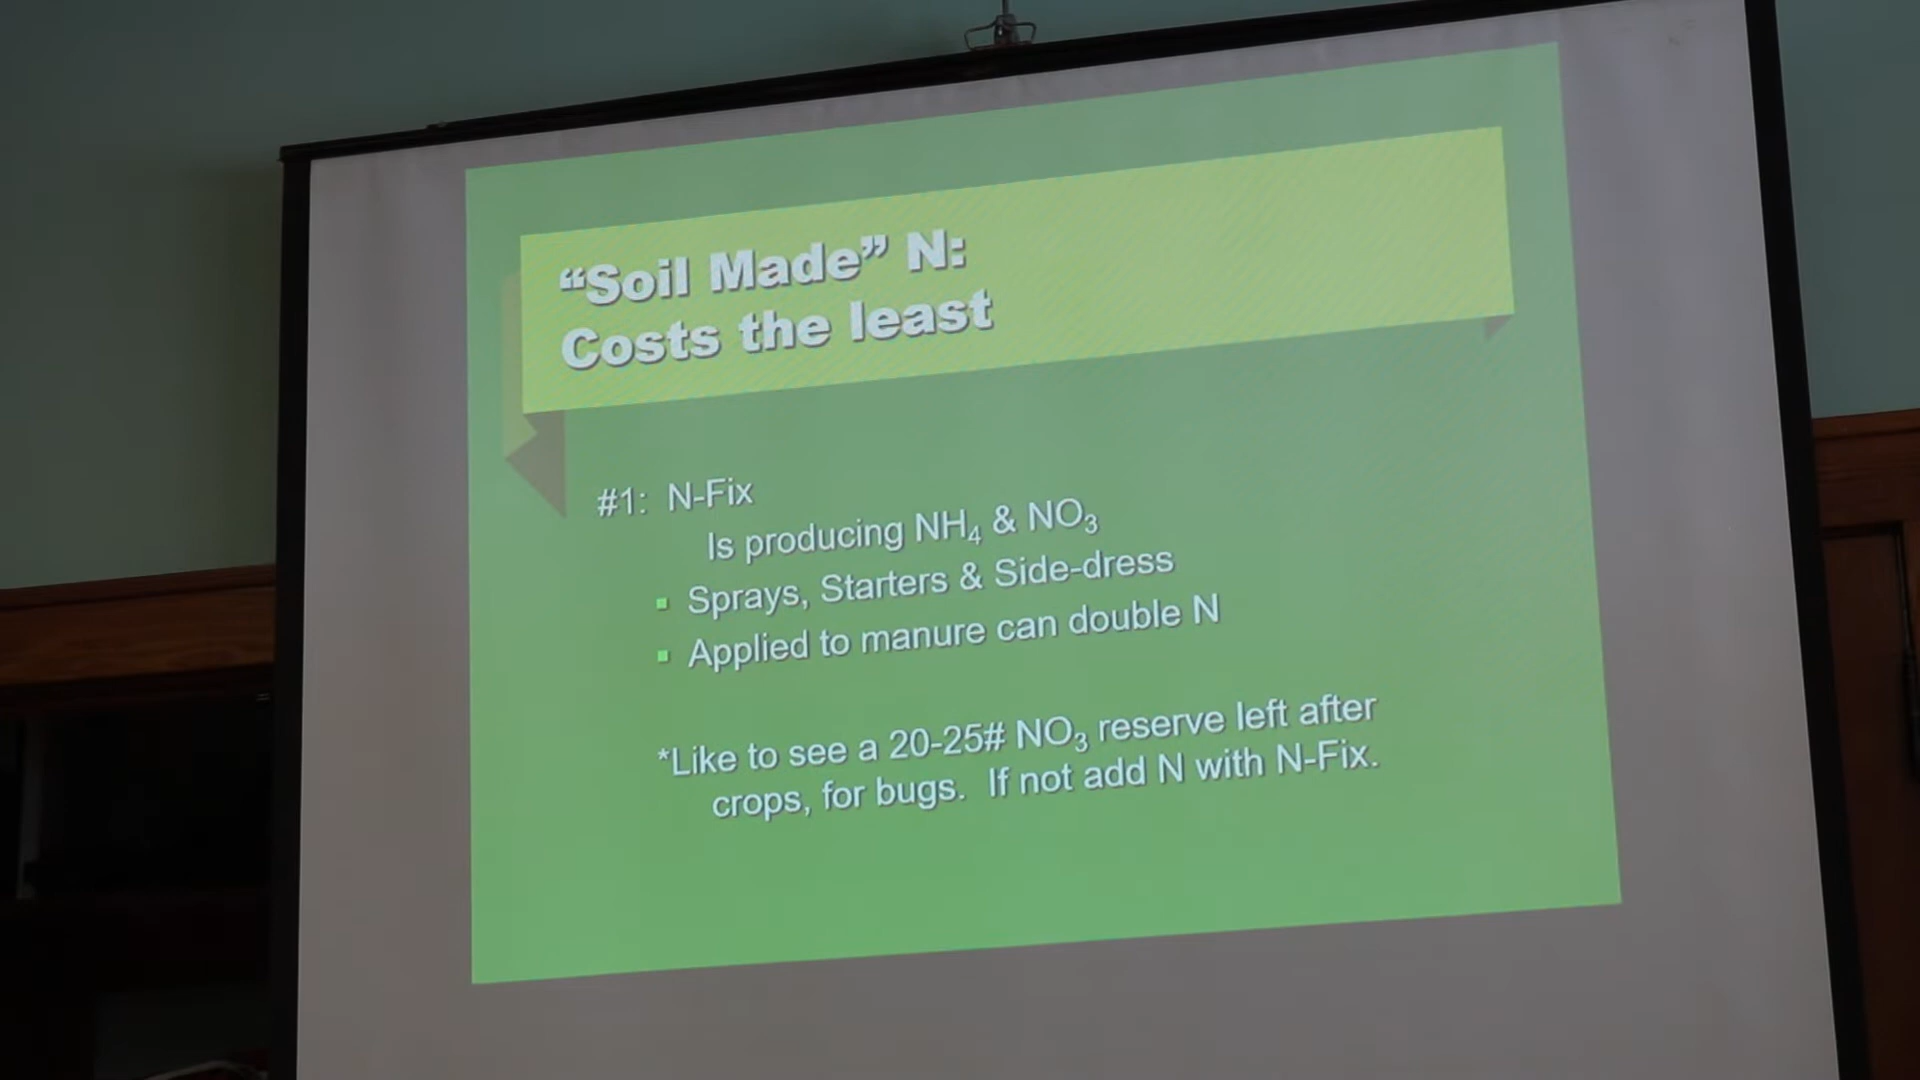 “Soil Made” N:
Costs the least
#1: N-Fix
Is producing NH₄ & NO₃
▪ Sprays, Starters & Side-dress
▪ Applied to manure can double N
*Like to see a 20-25# NO₃ reserve left after
crops, for bugs. If not add N with N-Fix.